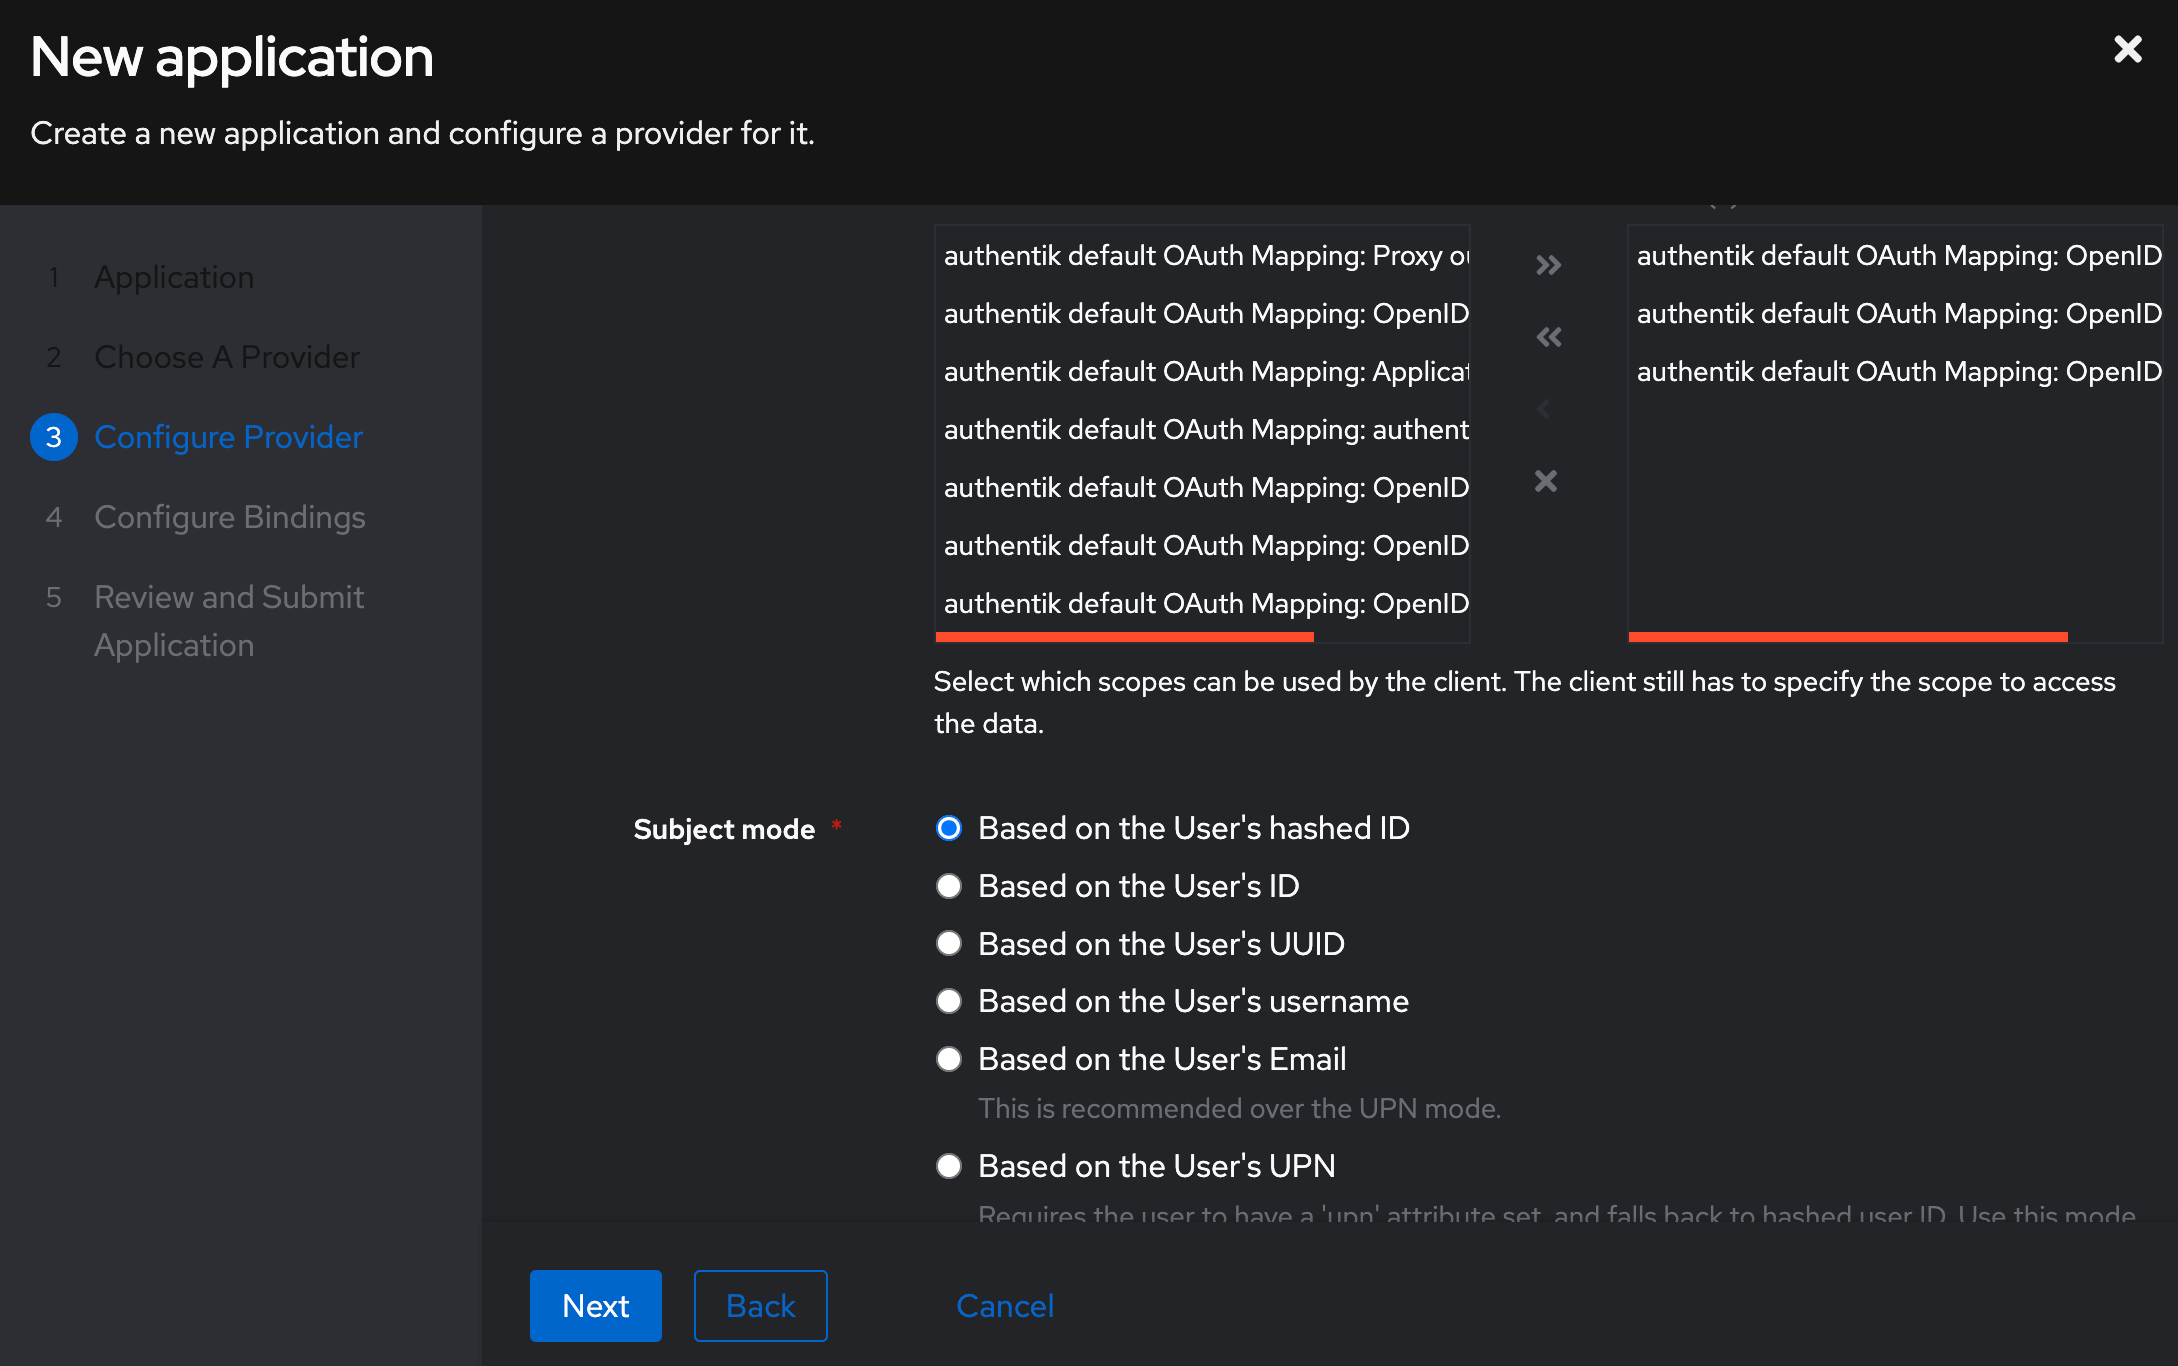 New application
Create a new application and configure a provider for it.
1 Application
2 Choose A Provider
3 Configure Provider
4 Configure Bindings
5 Review and Submit
Application
authentik default OAuth Mapping: Proxy
authentik default OAuth Mapping: OpenID
authentik default OAuth Mapping:
authentik default OAuth Mapping:
authentik default OAuth Mapping: OpenID
authentik default OAuth Mapping: OpenID
authentik default OAuth Mapping: OpenID
authentik default OAuth Mapping: OpenID
authentik default OAuth Mapping: OpenID
authentik default OAuth Mapping: OpenID
Select which scopes can be used by the client. The client still has to specify the scope to access
the data.
Subject mode *
Based on the User's hashed ID
Based on the User's ID
Based on the User's UUID
Based on the User's username
Based on the User's Email
This is recommended over the UPN mode.
Based on the User's UPN
Requires the user to have a 'upn' attribute set, and falls back to hashed user ID. Use this mode
Next
Back
Cancel